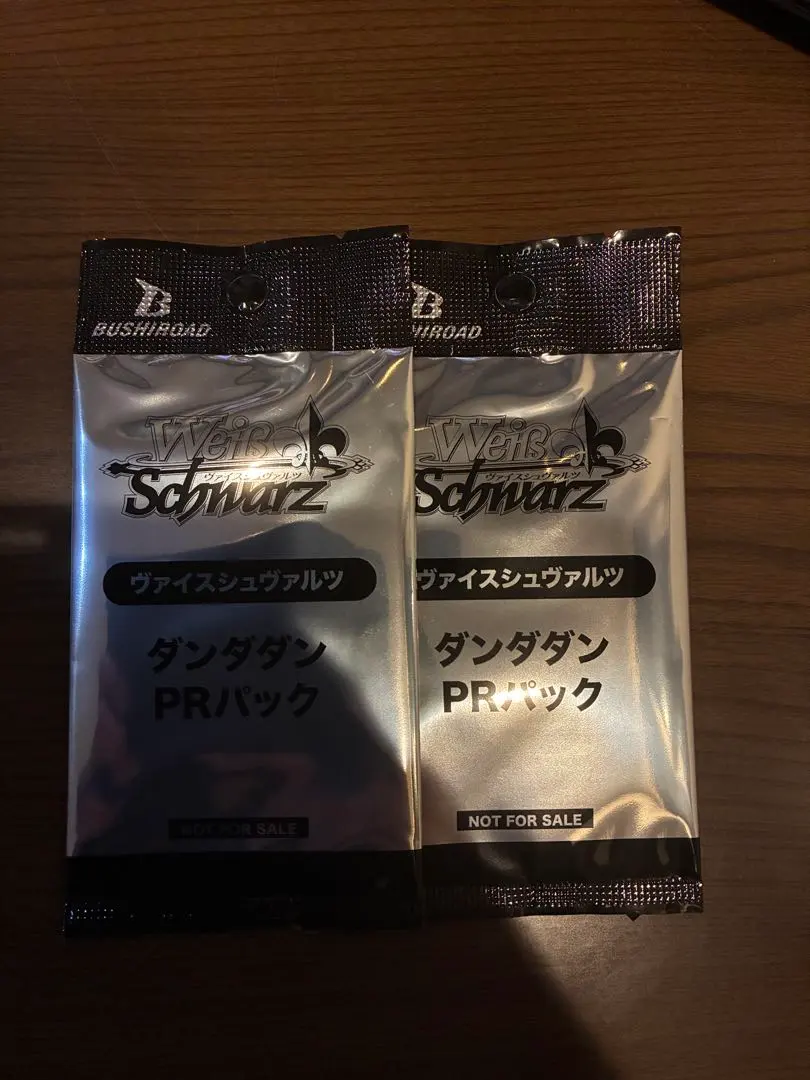 BUSHIROAD
Weiß
ヴァイスシュヴァルツ
Schwarz
ヴァイスシュヴァルツ
ダンダダン
PRパック
NOT FOR SALE
HIROAD
Weiß
ヴァイスシュヴァルツ
Schwarz
ヴァイスシュヴァルツ
ダンダダン
PRパック
NOT FOR SALE